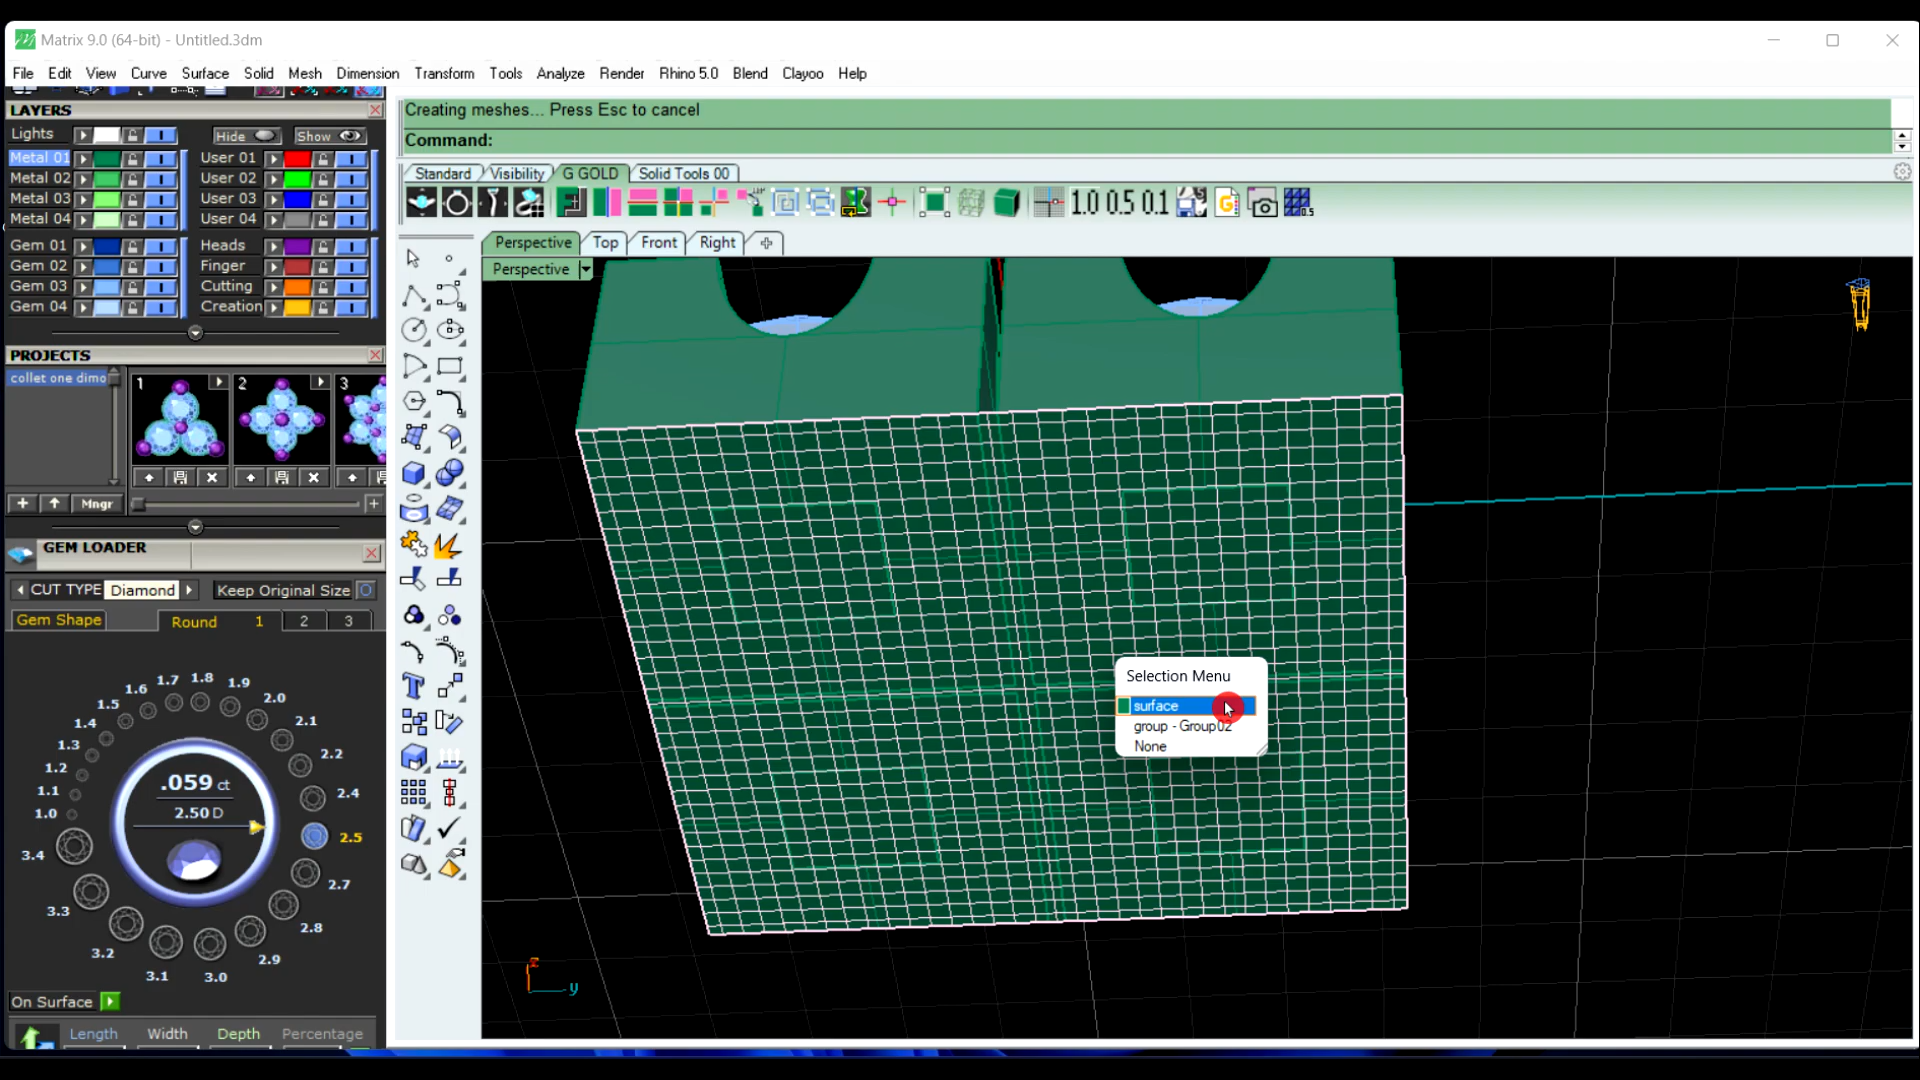 Matrix 9.0 (64-bit) - Untitled.3dm
File Edit View Curve Surface Solid Mesh Dimension Transform Tools Analyze Render Rhino 5.0 Blend Clayoo Help
LAYERS
Lights Hide Show
Metal 01 User 01
Metal 02 User 02
Metal 03 User 03
Metal 04 User 04
Gem 01 Heads
Gem 02 Finger
Gem 03 Cutting
Gem 04 Creation
PROJECTS
collet one dimo
1 2 3
Mngr
GEM LOADER
CUT TYPE Diamond Keep Original Size
Gem Shape Round 1 2 3
1.0
1.1
1.2
1.3
1.4
1.5
1.6
1.7
1.8
1.9
2.0
2.1
2.2
2.4
2.5
2.7
2.8
2.9
3.0
3.1
3.2
3.3
3.4
.059 ct
2.50 D
On Surface
Length Width Depth Percentage
Creating meshes... Press Esc to cancel
Command:
Standard Visibility G GOLD Solid Tools 00
1.0 0.5 0.1
Perspective Top Front Right
Perspective
Selection Menu
surface
group - Group02
None
z
y